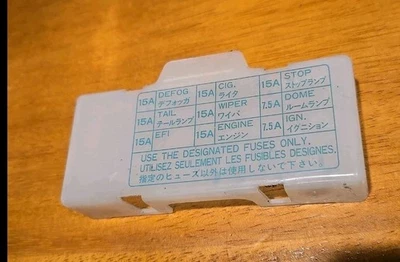 15A DEFOG デフォッガ 15A CIG. ライタ 15A STOP ストップランプ
15A TAIL テールランプ 15A WIPER ワイパ 7.5A DOME ルームランプ
15A EFI 15A ENGINE エンジン 7.5A IGN. イグニション
USE THE DESIGNATED FUSES ONLY.
UTILISEZ SEULEMENT LES FUSIBLES DESIGNES.
指定のヒューズ以外は使用しないで下さい